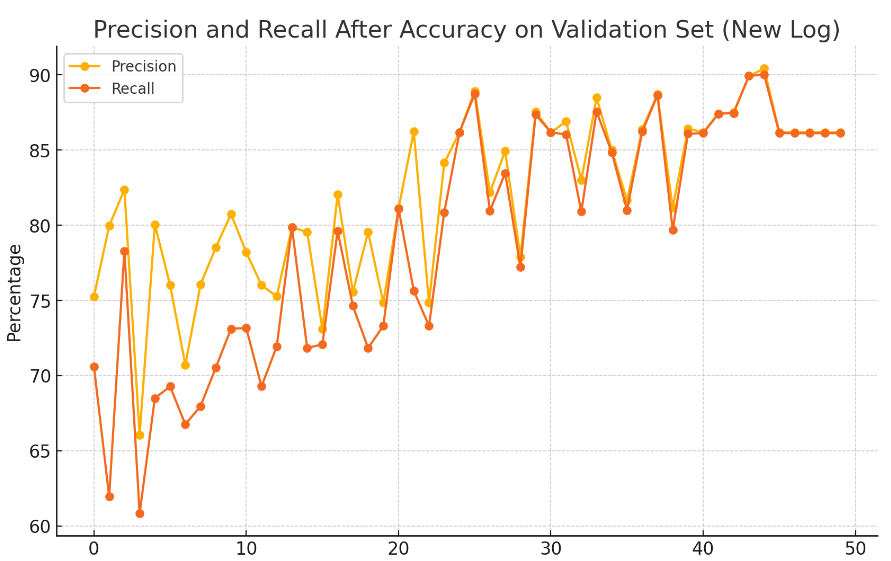 Precision and Recall After Accuracy on Validation Set (New Log)
Precision
Recall
Percentage
90
85
80
75
70
65
60
0 10 20 30 40 50